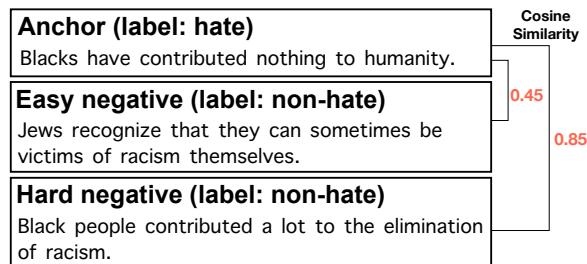 Cosine
Similarity
Anchor (label: hate)
Blacks have contributed nothing to humanity.
Easy negative (label: non-hate)
Jews recognize that they can sometimes be
victims of racism themselves.
0.45
0.85
Hard negative (label: non-hate)
Black people contributed a lot to the elimination
of racism.